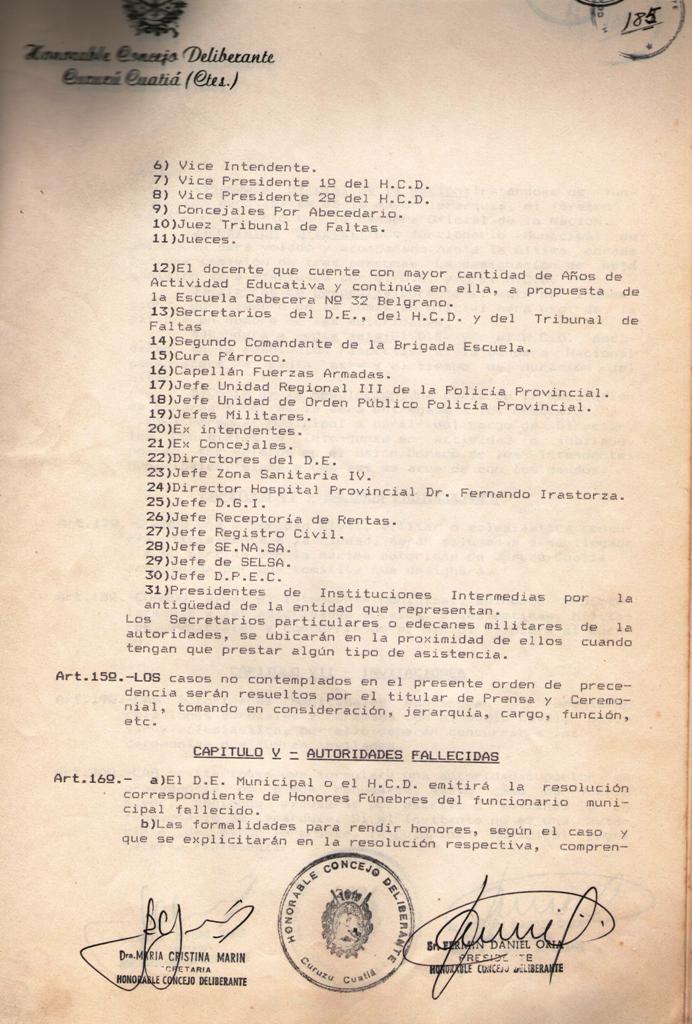 185
Honorable Concejo Deliberante
Curuzú Cuatiá (Ctes.)
6) Vice Intendente.
7) Vice Presidente 1º del H.C.D.
8) Vice Presidente 2º del H.C.D.
9) Concejales Por Abecedario.
10)Juez Tribunal de Faltas.
11)Jueces.
12)El docente que cuente con mayor cantidad de Años de
Actividad Educativa y continúe en ella, a propuesta de
la Escuela Cabecera Nº 32 Belgrano.
13)Secretarios del D.E., del H.C.D. y del Tribunal de
Faltas
14)Segundo Comandante de la Brigada Escuela.
15)Cura Párroco.
16)Capellán Fuerzas Armadas.
17)Jefe Unidad Regional III de la Policía Provincial.
18)Jefe Unidad de Orden Público Policía Provincial.
19)Jefes Militares.
20)Ex intendentes.
21)Ex Concejales.
22)Directores del D.E.
23)Jefe Zona Sanitaria IV.
24)Director Hospital Provincial Dr. Fernando Irastorza.
25)Jefe D.G.I.
26)Jefe Receptoría de Rentas.
27)Jefe Registro Civil.
28)Jefe SE.NA.SA.
29)Jefe de SELSA.
30)Jefe D.P.E.C.
31)Presidentes de Instituciones Intermedias por la
antigüedad de la entidad que representan.
Los Secretarios particulares o edecanes militares de la
autoridades, se ubicarán en la proximidad de ellos cuando
tengan que prestar algún tipo de asistencia.
Art.15º.-LOS casos no contemplados en el presente orden de prece-
dencia serán resueltos por el titular de Prensa y Ceremo-
nial, tomando en consideración, jerarquía, cargo, función,
etc.
CAPITULO V - AUTORIDADES FALLECIDAS
Art.16º.- a)El D.E. Municipal o el H.C.D. emitirá la resolución
correspondiente de Honores Fúnebres del funcionario muni-
cipal fallecido.
b)Las formalidades para rendir honores, según el caso y
que se explicitarán en la resolución respectiva, compren-
HONORABLE CONCEJO DELIBERANTE
Curuzu Cuatiá
Dra. MARIA CRISTINA MARIN
SECRETARIA
HONORABLE CONCEJO DELIBERANTE
Sr. FERMIN DANIEL ORIA
PRESIDENTE
HONORABLE CONCEJO DELIBERANTE